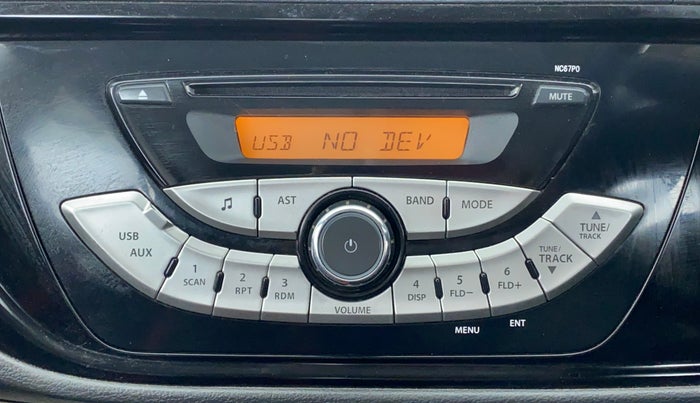 NC67P0
MUTE
USB NO DEV
AST
BAND
MODE
USB
AUX
TUNE/
TRACK
TUNE/
TRACK
1
SCAN
2
RPT
3
RDM
VOLUME
4
DISP
5
FLD−
6
FLD+
MENU
ENT